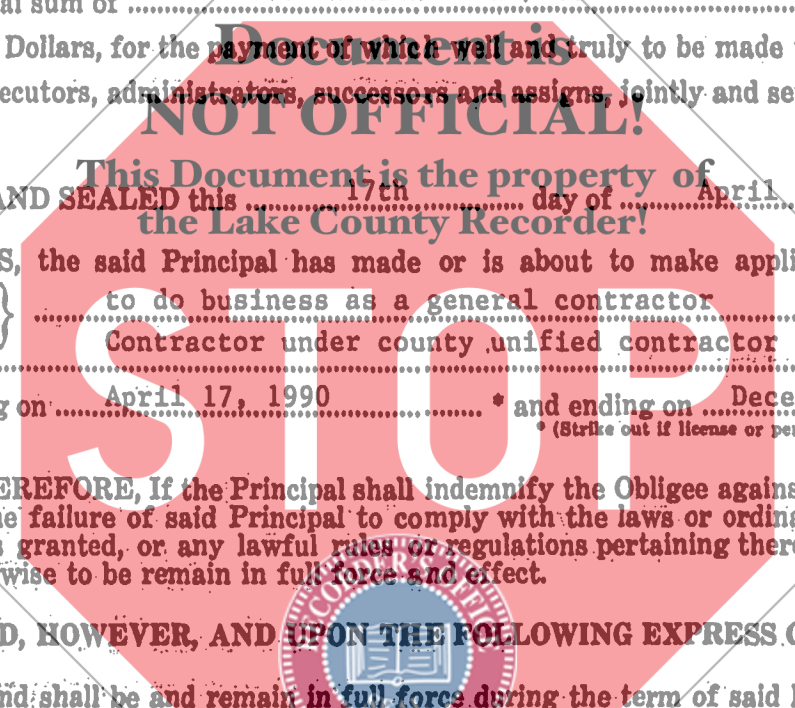 al sum of
Document is
Dollars, for the payment of which well and truly to be made
ecutors, administrators, successors and assigns, jointly and se
NOT OFFICIAL!
This Document is the property of
AND SEALED this 17th day of April
the Lake County Recorder!
S, the said Principal has made or is about to make appli
to do business as a general contractor
Contractor under county unified contractor
STOP
g on April 17, 1990 * and ending on Dece
* (Strike out if license or per
EREFORE, If the Principal shall indemnify the Obligee agains
he failure of said Principal to comply with the laws or ordin
s granted, or any lawful rules or regulations pertaining there
wise to be remain in full force and effect.
RECORDER'S OFFIC
D, HOWEVER, AND UPON THE FOLLOWING EXPRESS C
nd shall be and remain in full force during the term of said l